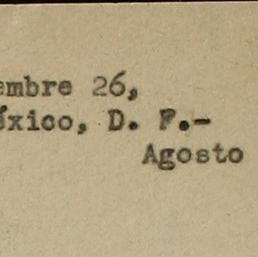 embre 26,
éxico, D. F.-
Agosto